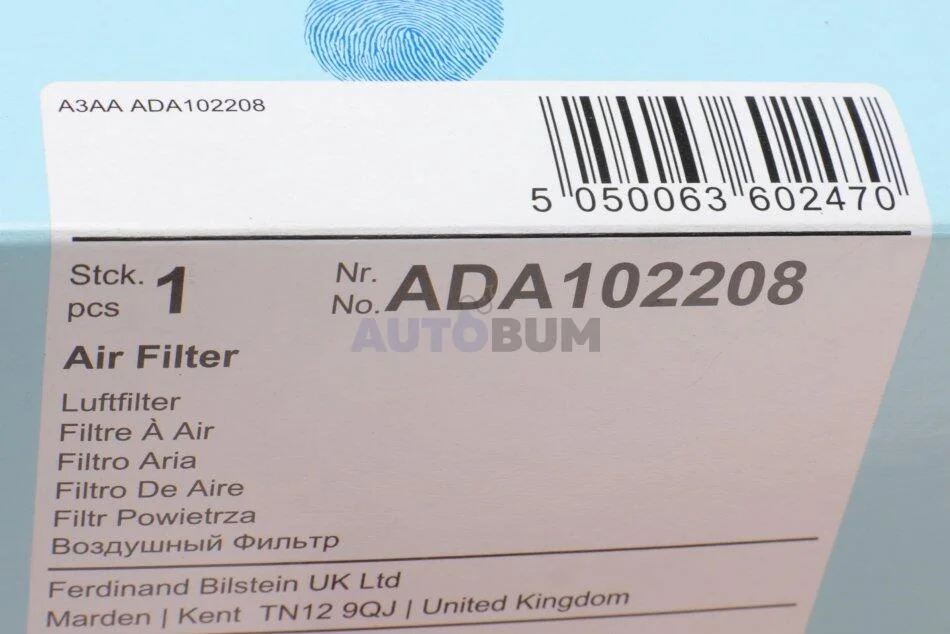 A3AA ADA102208
5 050063 602470
Stck. 1
pcs
Nr. ADA102208
No.
AUTOBUM
Air Filter
Luftfilter
Filtre À Air
Filtro Aria
Filtro De Aire
Filtr Powietrza
Воздушный Фильтр
Ferdinand Bilstein UK Ltd
Marden | Kent TN12 9QJ | United Kingdom